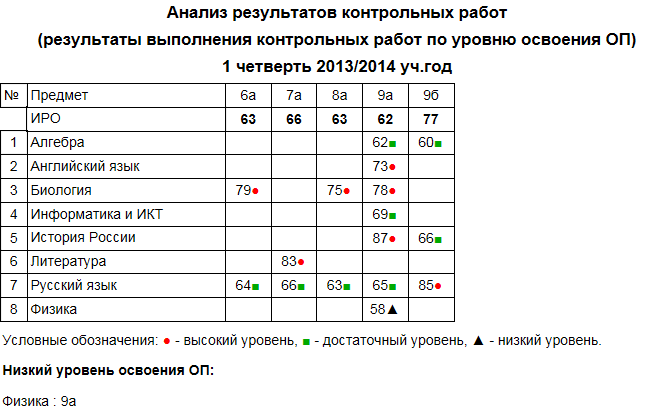 Анализ результатов контрольных работ
(результаты выполнения контрольных работ по уровню освоения ОП)
1 четверть 2013/2014 уч.год
№ Предмет 6а 7а 8а 9а 9б
ИРО 63 66 63 62 77
1 Алгебра 62■ 60■
2 Английский язык 73●
3 Биология 79● 75● 78●
4 Информатика и ИКТ 69■
5 История России 87● 66■
6 Литература 83●
7 Русский язык 64■ 66■ 63■ 65■ 85●
8 Физика 58▲
Условные обозначения: ● - высокий уровень, ■ - достаточный уровень, ▲ - низкий уровень.
Низкий уровень освоения ОП:
Физика : 9а